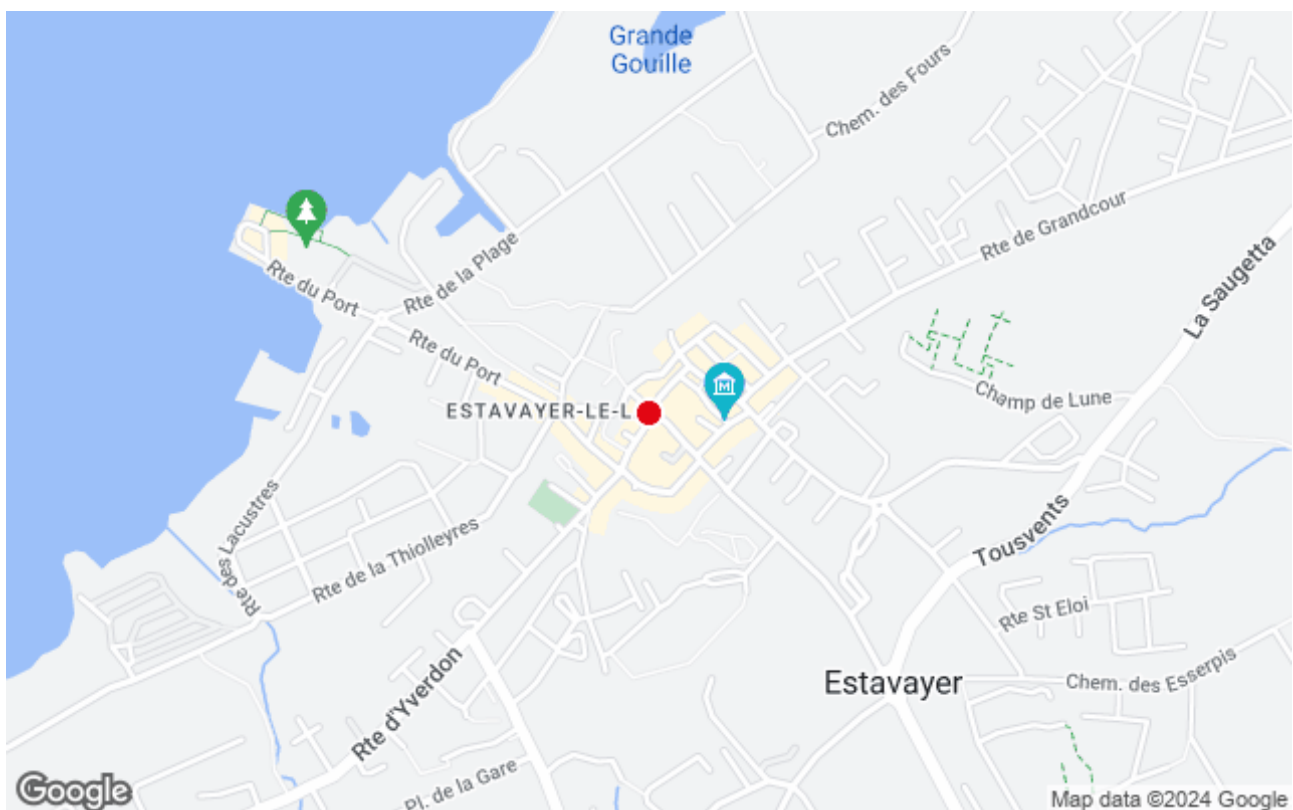 Grande
Gouille
Chem. des Fours
Rte de la Plage
Rte de Grandcour
Rte du Port
La Saugetta
Rte du Port
Champ de Lune
ESTAVAYER-LE-L
M
Rte des Lacustres
Rte de la Thiolleyres
Tousvents
Rte St Eloi
Chem. des Esserpis
Estavayer
Rte d'Yverdon
Pl. de la Gare
Google
Map data ©2024 Google